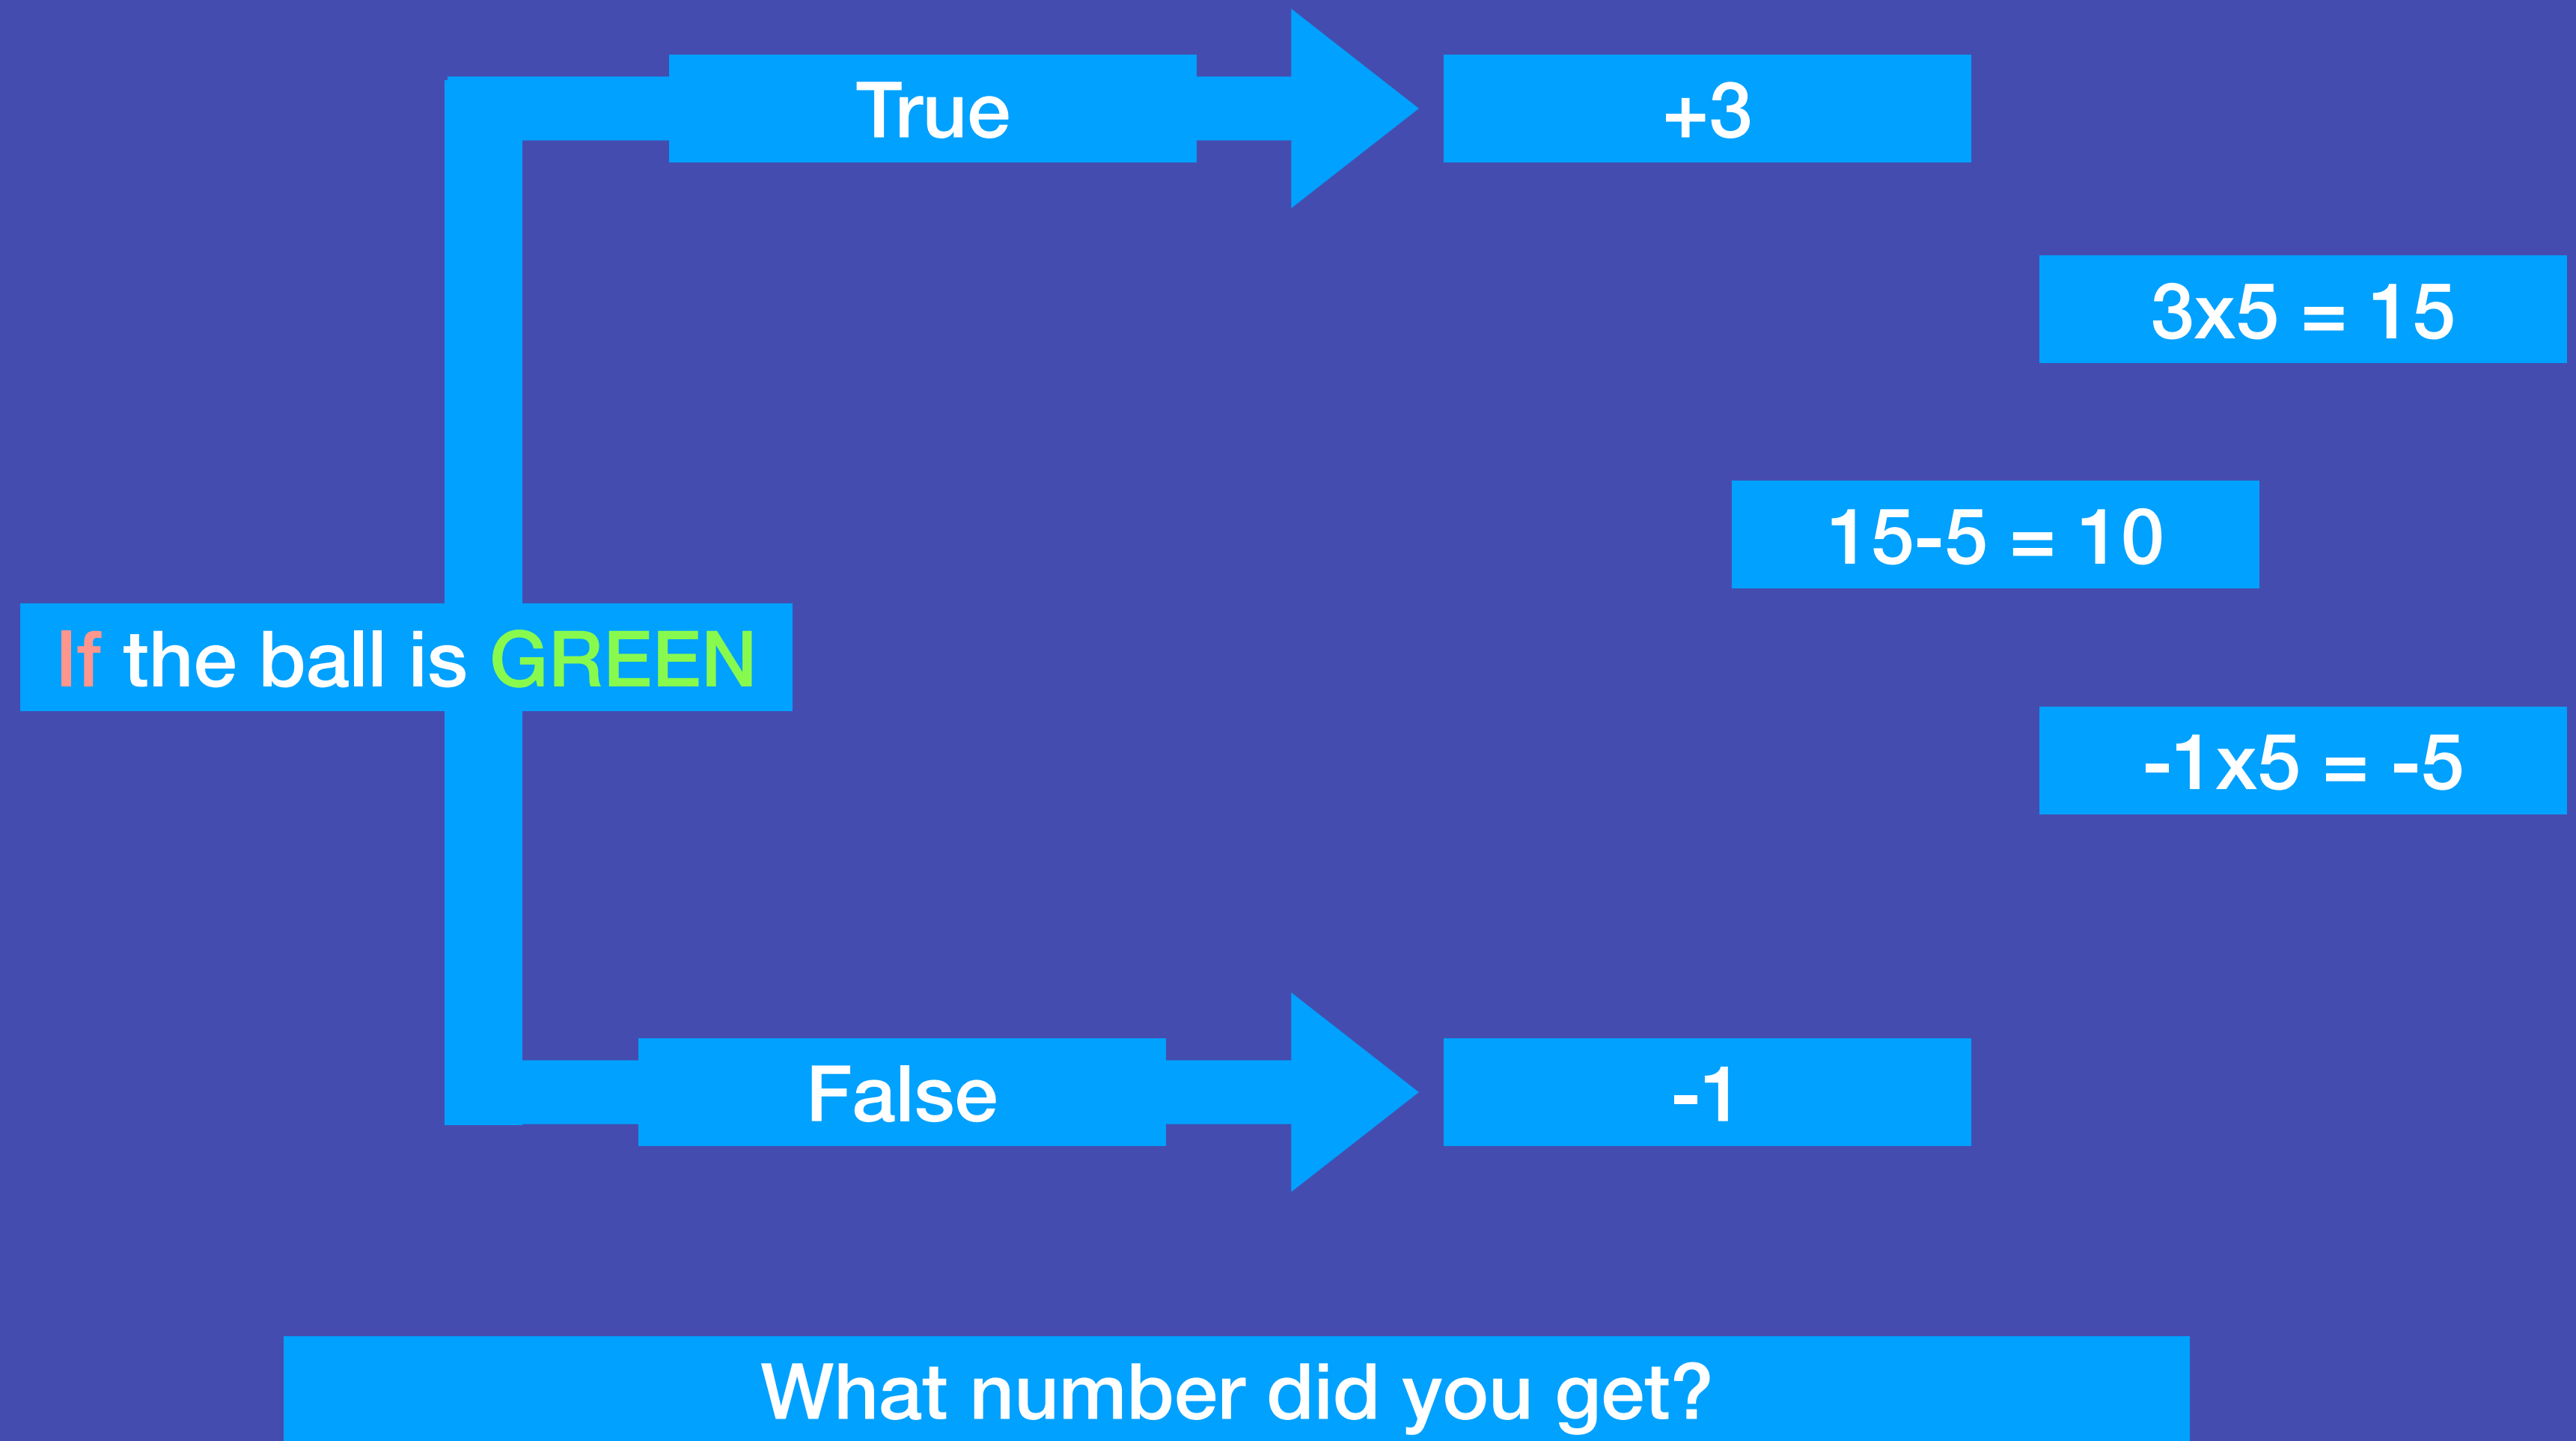 True
+3
3x5 = 15
15-5 = 10
If the ball is GREEN
-1x5 = -5
False
-1
What number did you get?